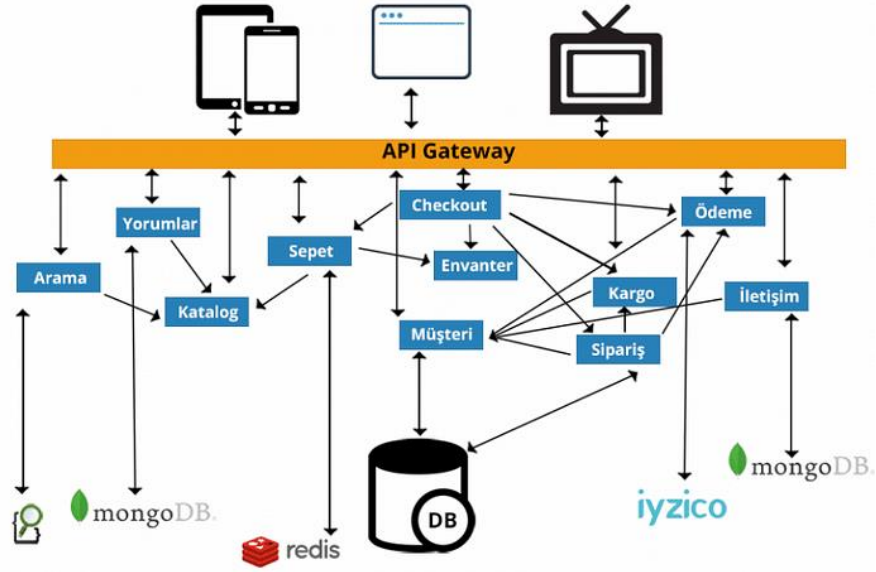 API Gateway
Checkout
Yorumlar
Ödeme
Sepet
Envanter
Arama
Kargo
İletişim
Katalog
Müşteri
Sipariş
mongoDB.
mongoDB.
iyzico
DB
redis